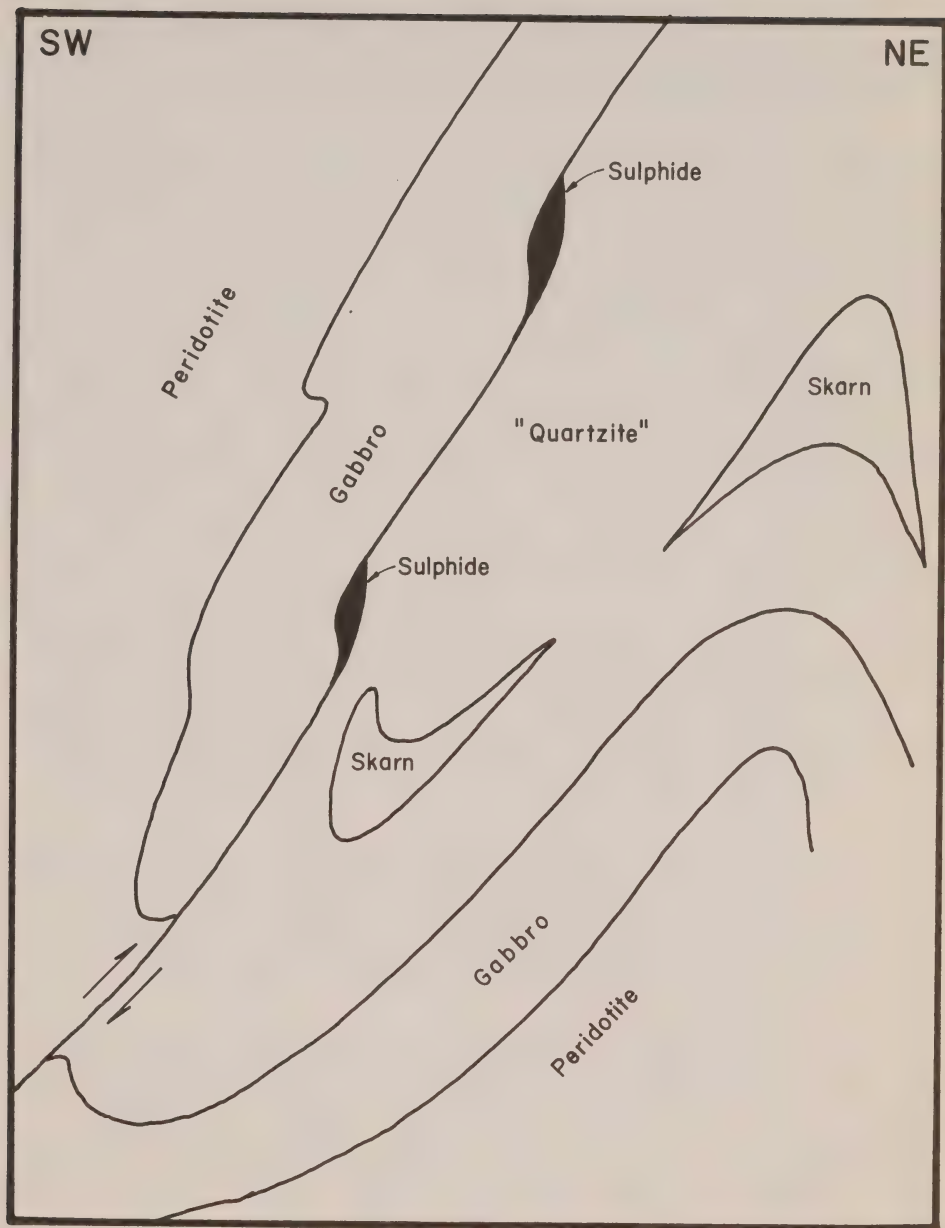 SW
NE
Sulphide
Peridotite
Skarn
"Quartzite"
Gabbro
Sulphide
Skarn
Gabbro
Peridotite